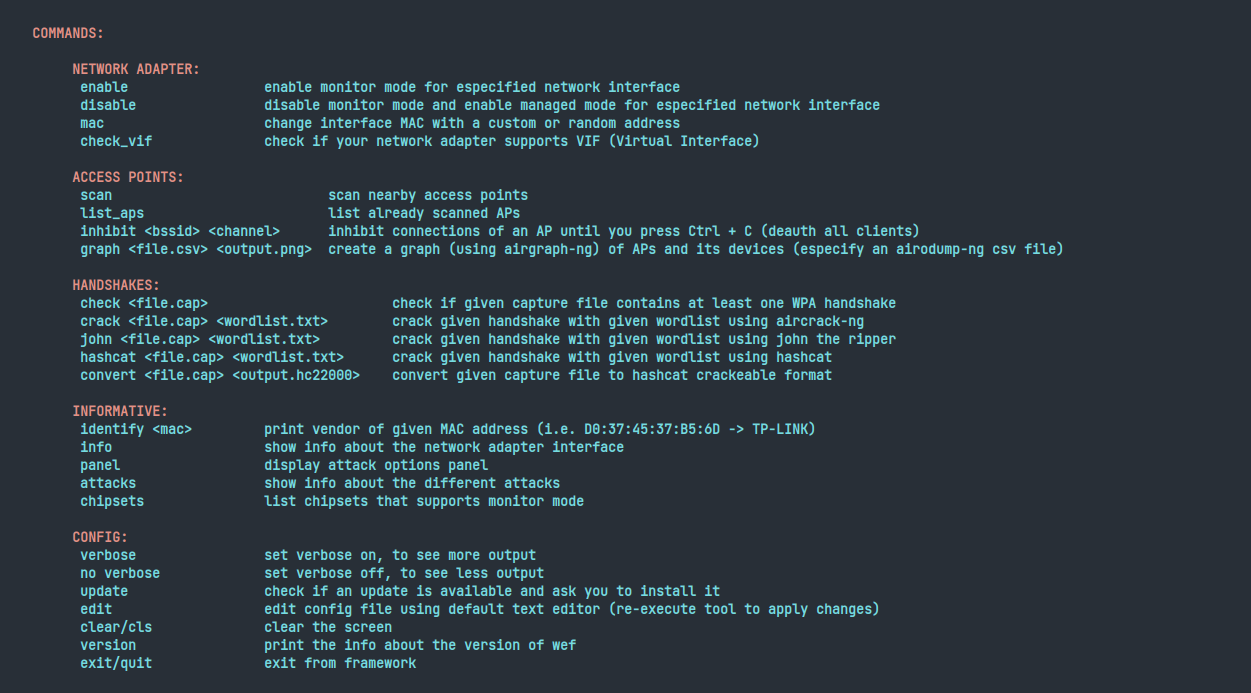 COMMANDS:
NETWORK ADAPTER:
enable enable monitor mode for especified network interface
disable disable monitor mode and enable managed mode for especified network interface
mac change interface MAC with a custom or random address
check_vif check if your network adapter supports VIF (Virtual Interface)
ACCESS POINTS:
scan scan nearby access points
list_aps list already scanned APs
inhibit <bssid> <channel> inhibit connections of an AP until you press Ctrl + C (deauth all clients)
graph <file.csv> <output.png> create a graph (using airgraph-ng) of APs and its devices (especify an airodump-ng csv file)
HANDSHAKES:
check <file.cap> check if given capture file contains at least one WPA handshake
crack <file.cap> <wordlist.txt> crack given handshake with given wordlist using aircrack-ng
john <file.cap> <wordlist.txt> crack given handshake with given wordlist using john the ripper
hashcat <file.cap> <wordlist.txt> crack given handshake with given wordlist using hashcat
convert <file.cap> <output.hc22000> convert given capture file to hashcat crackeable format
INFORMATIVE:
identify <mac> print vendor of given MAC address (i.e. D0:37:45:37:B5:6D -> TP-LINK)
info show info about the network adapter interface
panel display attack options panel
attacks show info about the different attacks
chipsets list chipsets that supports monitor mode
CONFIG:
verbose set verbose on, to see more output
no verbose set verbose off, to see less output
update check if an update is available and ask you to install it
edit edit config file using default text editor (re-execute tool to apply changes)
clear/cls clear the screen
version print the info about the version of wef
exit/quit exit from framework